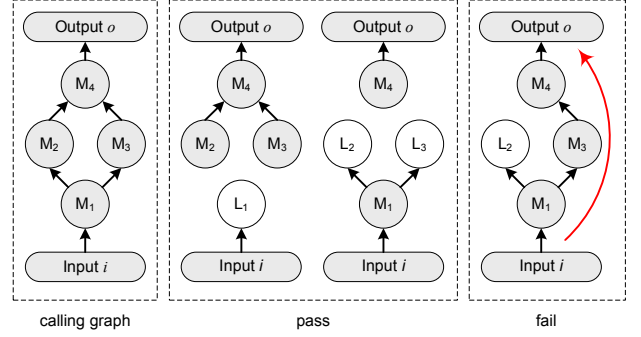 Output o
M4
M2 M3
M1
Input i
calling graph
Output o Output o
M4 M4
M2 M3 L2 L3
L1 M1
Input i Input i
pass
Output o
M4
L2 M3
M1
Input i
fail